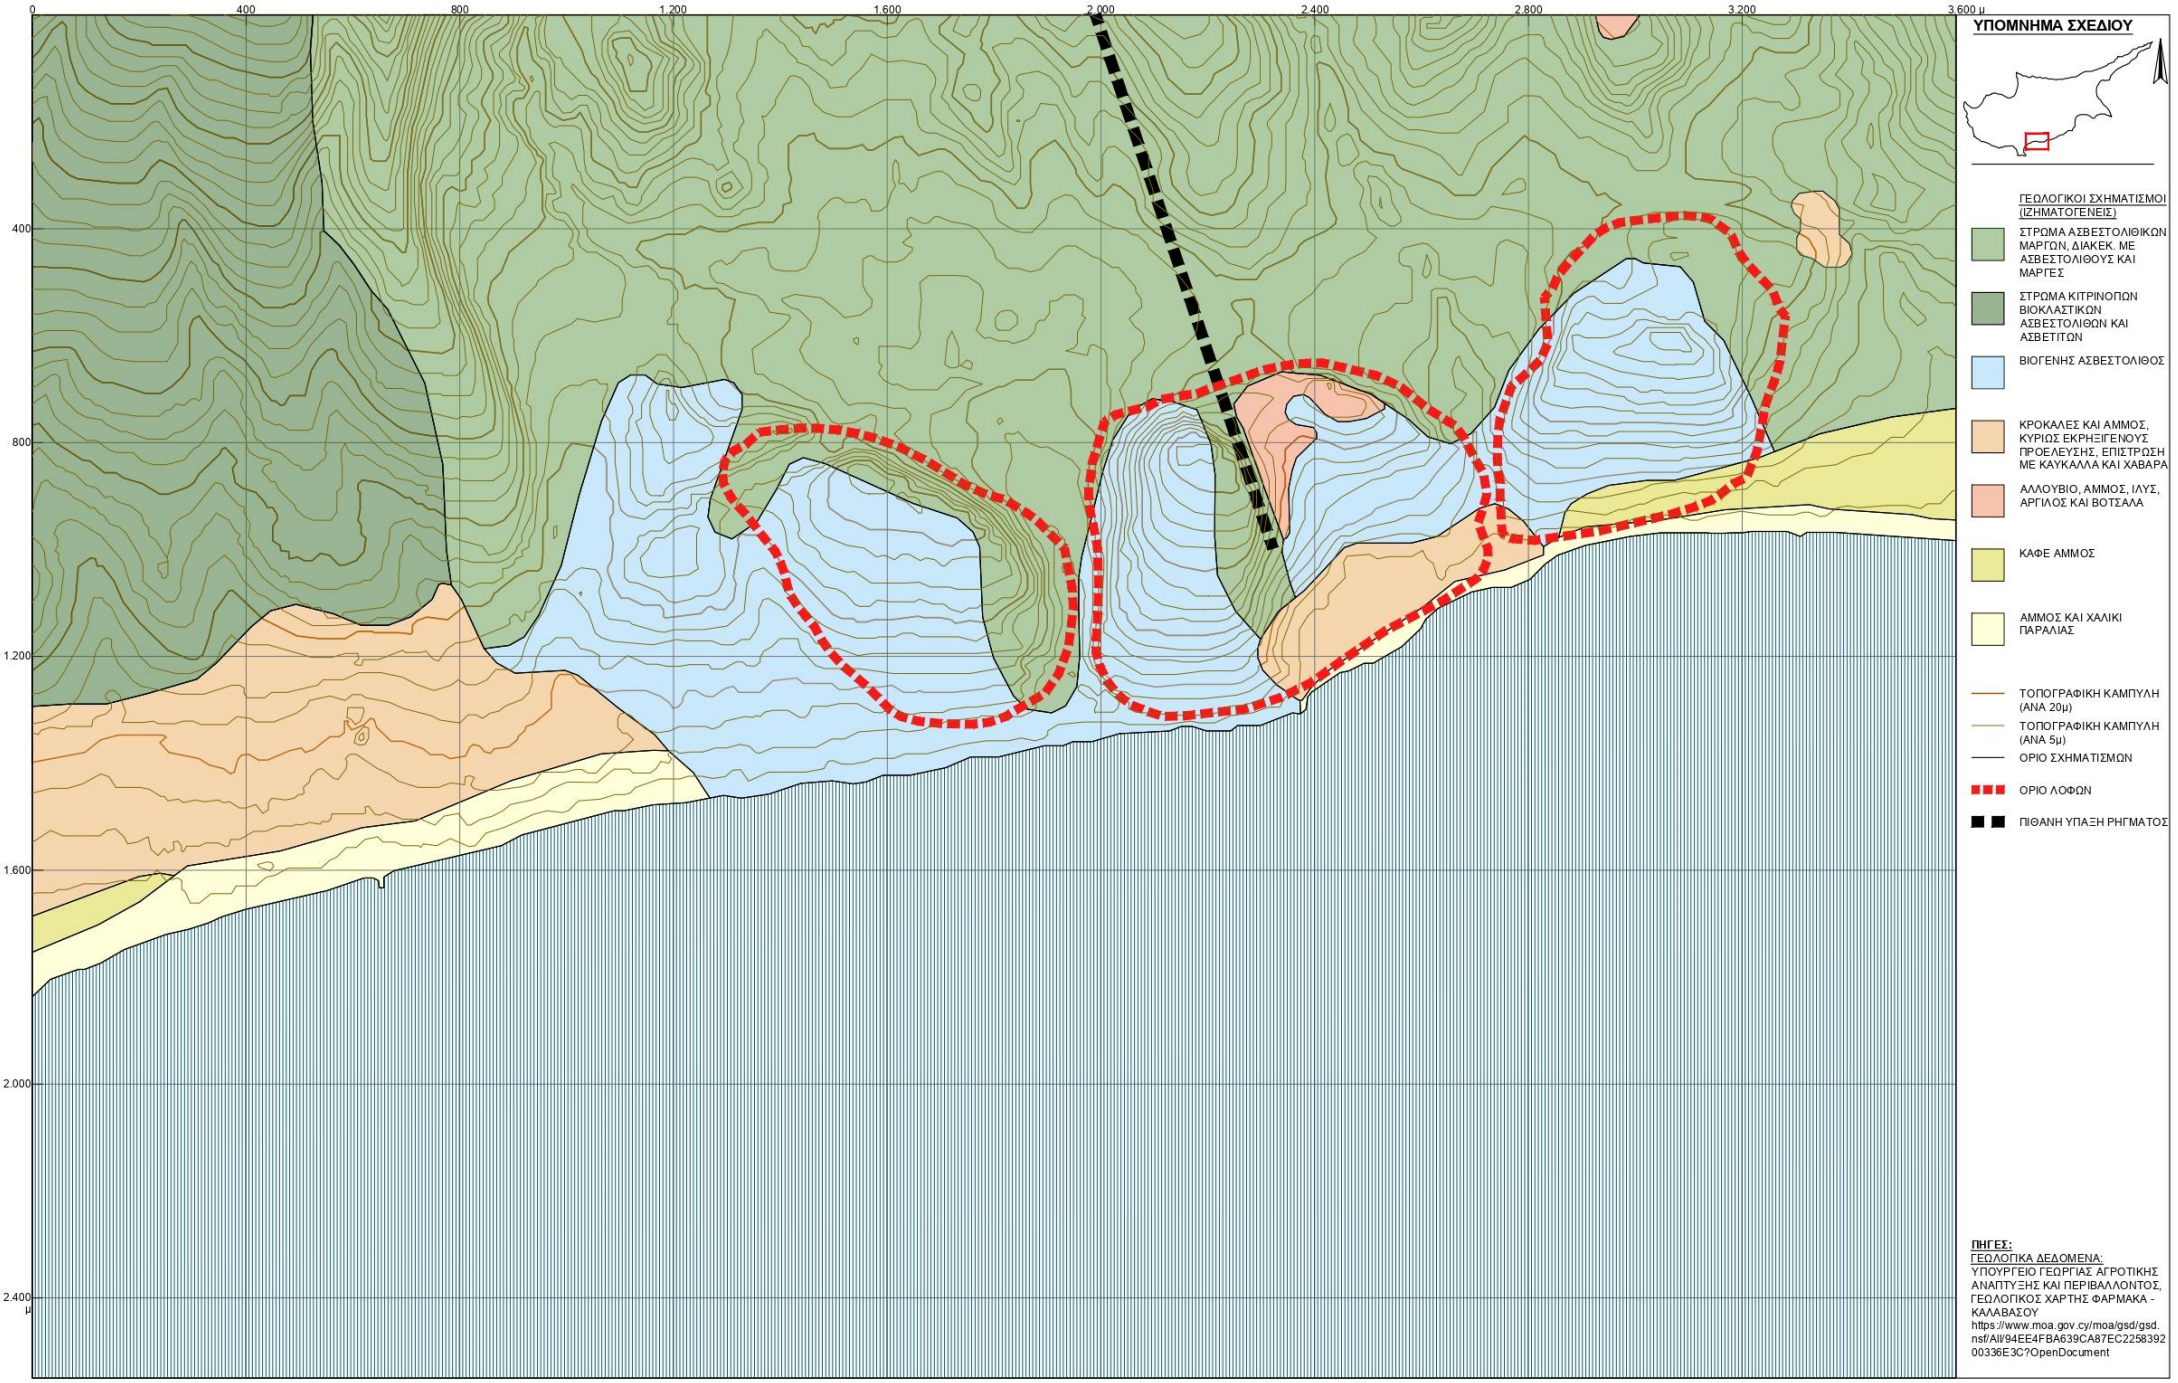 0 400 800 1.200 1.600 2.000 2.400 2.800 3.200 3.600 μ
400
800
1.200
1.600
2.000
2.400
μ
ΥΠΟΜΝΗΜΑ ΣΧΕΔΙΟΥ
ΓΕΩΛΟΓΙΚΟΙ ΣΧΗΜΑΤΙΣΜΟΙ
(ΙΖΗΜΑΤΟΓΕΝΕΙΣ)
ΣΤΡΩΜΑ ΑΣΒΕΣΤΟΛΙΘΙΚΩΝ
ΜΑΡΓΩΝ, ΔΙΑΚΕΚ. ΜΕ
ΑΣΒΕΣΤΟΛΙΘΟΥΣ ΚΑΙ
ΜΑΡΓΕΣ
ΣΤΡΩΜΑ ΚΙΤΡΙΝΟΠΩΝ
ΒΙΟΚΛΑΣΤΙΚΩΝ
ΑΣΒΕΣΤΟΛΙΘΩΝ ΚΑΙ
ΑΣΒΕΤΙΤΩΝ
ΒΙΟΓΕΝΗΣ ΑΣΒΕΣΤΟΛΙΘΟΣ
ΚΡΟΚΑΛΕΣ ΚΑΙ ΑΜΜΟΣ,
ΚΥΡΙΩΣ ΕΚΡΗΞΙΓΕΝΟΥΣ
ΠΡΟΕΛΕΥΣΗΣ, ΕΠΙΣΤΡΩΣΗ
ΜΕ ΚΑΥΚΑΛΛΑ ΚΑΙ ΧΑΒΑΡΑ
ΑΛΛΟΥΒΙΟ, ΑΜΜΟΣ, ΙΛΥΣ,
ΑΡΓΙΛΟΣ ΚΑΙ ΒΟΤΣΑΛΑ
ΚΑΦΕ ΑΜΜΟΣ
ΑΜΜΟΣ ΚΑΙ ΧΑΛΙΚΙ
ΠΑΡΑΛΙΑΣ
ΤΟΠΟΓΡΑΦΙΚΗ ΚΑΜΠΥΛΗ
(ΑΝΑ 20μ)
ΤΟΠΟΓΡΑΦΙΚΗ ΚΑΜΠΥΛΗ
(ΑΝΑ 5μ)
ΟΡΙΟ ΣΧΗΜΑΤΙΣΜΩΝ
ΟΡΙΟ ΛΟΦΩΝ
ΠΙΘΑΝΗ ΥΠΑΞΗ ΡΗΓΜΑΤΟΣ
ΠΗΓΕΣ:
ΓΕΩΛΟΓΙΚΑ ΔΕΔΟΜΕΝΑ:
ΥΠΟΥΡΓΕΙΟ ΓΕΩΡΓΙΑΣ ΑΓΡΟΤΙΚΗΣ
ΑΝΑΠΤΥΞΗΣ ΚΑΙ ΠΕΡΙΒΑΛΛΟΝΤΟΣ,
ΓΕΩΛΟΓΙΚΟΣ ΧΑΡΤΗΣ ΦΑΡΜΑΚΑ -
ΚΑΛΑΒΑΣΟΥ
https://www.moa.gov.cy/moa/gsd/gsd.
nsf/All/94EE4FBA639CA87EC2258392
00336E3C?OpenDocument